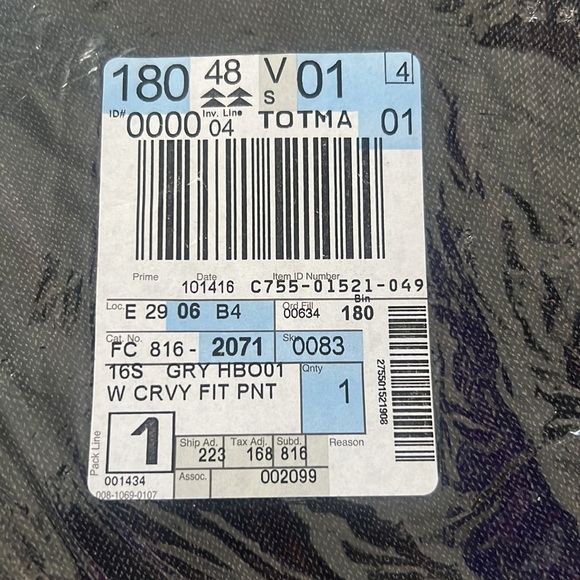 180 48 V 01 4
S
ID# 0000 Inv. Line 04 TOTMA 01
Prime Date Item ID Number
101416 C755-01521-049
Loc. E 29 06 B4 Ord Fill 00634 Bin 180
Cat. No. FC 816 - 2071 Sku 0083
16S GRY HBO01 Qnty
W CRVY FIT PNT 1
275501521908
Pack Line 1 Ship Ad. Tax Adj. Subd. Reason
223 168 816
001434 Assoc. 002099
008-1069-0107